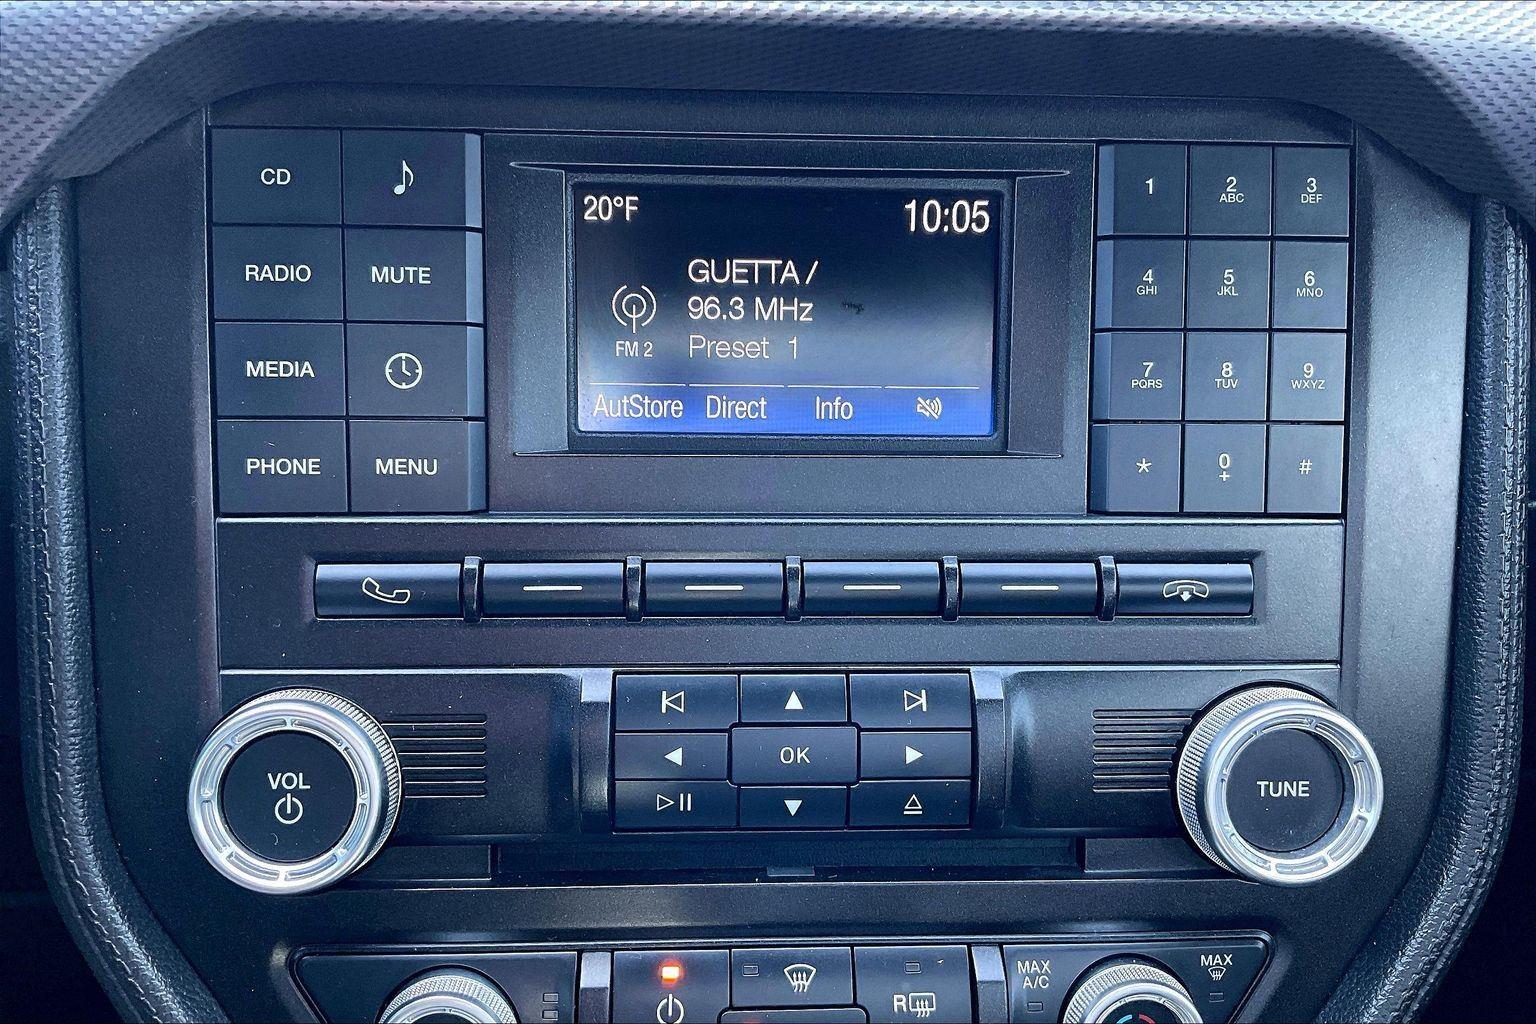 CD
RADIO
MUTE
MEDIA
PHONE
MENU
20°F
10:05
GUETTA /
96.3 MHz
FM 2
Preset 1
AutStore Direct Info
1
2
ABC
3
DEF
4
GHI
5
JKL
6
MNO
7
PQRS
8
TUV
9
WXYZ
*
0
+
#
VOL
OK
TUNE
R
MAX
A/C
MAX